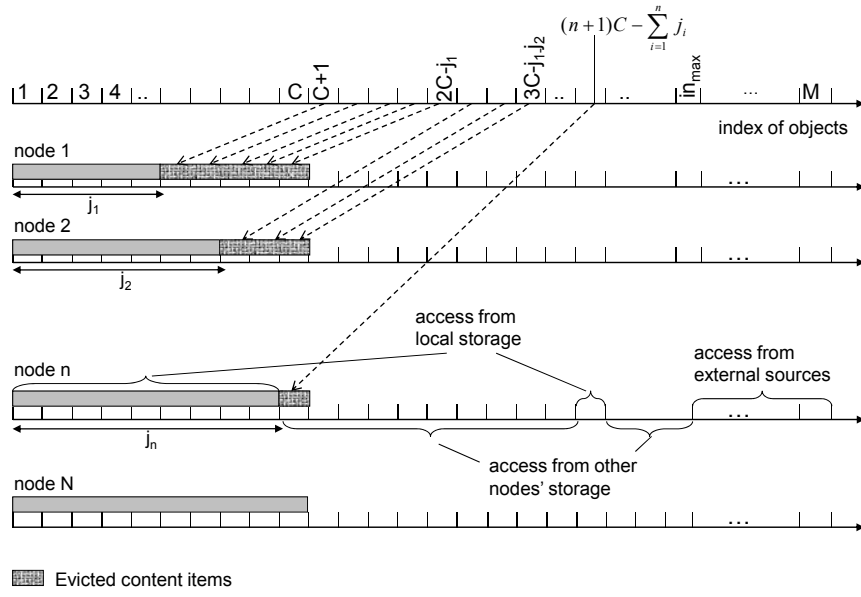 (n+1)C − ∑_{i=1}^{n} j_i
1 2 3 4 .. C C+1 2C-j₁ 3C-j₁-j₂ .. .. in_max ... M
index of objects
node 1
...
j₁
node 2
...
j₂
access from
local storage
access from
external sources
node n
...
jₙ
access from other
nodes' storage
node N
...
Evicted content items